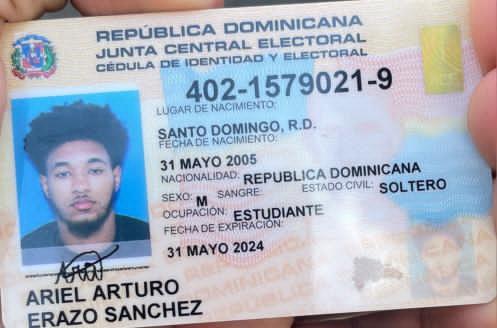 REPÚBLICA DOMINICANA
JUNTA CENTRAL ELECTORAL
CÉDULA DE IDENTIDAD Y ELECTORAL
402-1579021-9
LUGAR DE NACIMIENTO:
SANTO DOMINGO, R.D.
FECHA DE NACIMIENTO:
31 MAYO 2005
NACIONALIDAD: REPUBLICA DOMINICANA
SEXO: M SANGRE: ESTADO CIVIL: SOLTERO
OCUPACIÓN: ESTUDIANTE
FECHA DE EXPIRACIÓN:
31 MAYO 2024
ARIEL ARTURO
ERAZO SANCHEZ